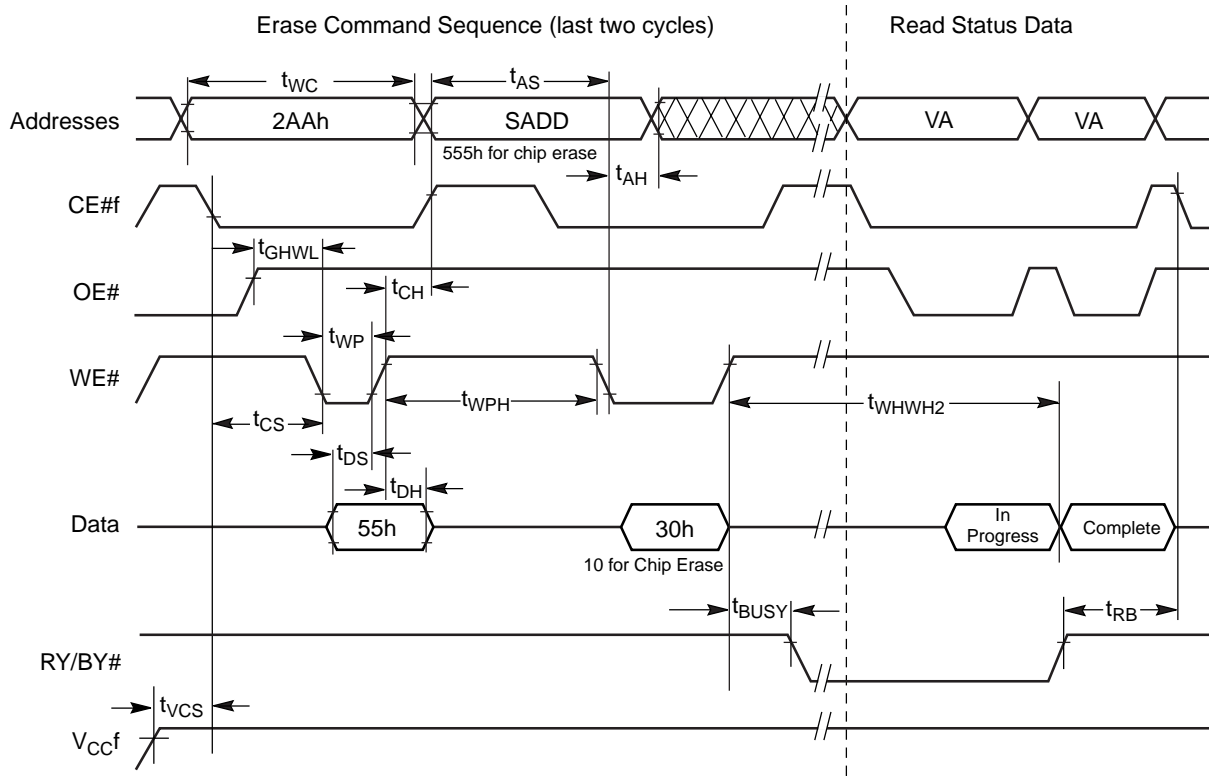 Erase Command Sequence (last two cycles)
Read Status Data
tWC
tAS
Addresses
2AAh
SADD
VA
VA
555h for chip erase
tAH
CE#f
tGHWL
OE#
tCH
tWP
WE#
tWPH
tWHWH2
tCS
tDS
tDH
Data
55h
30h
In
Progress
Complete
10 for Chip Erase
tBUSY
tRB
RY/BY#
tVCS
VCCf